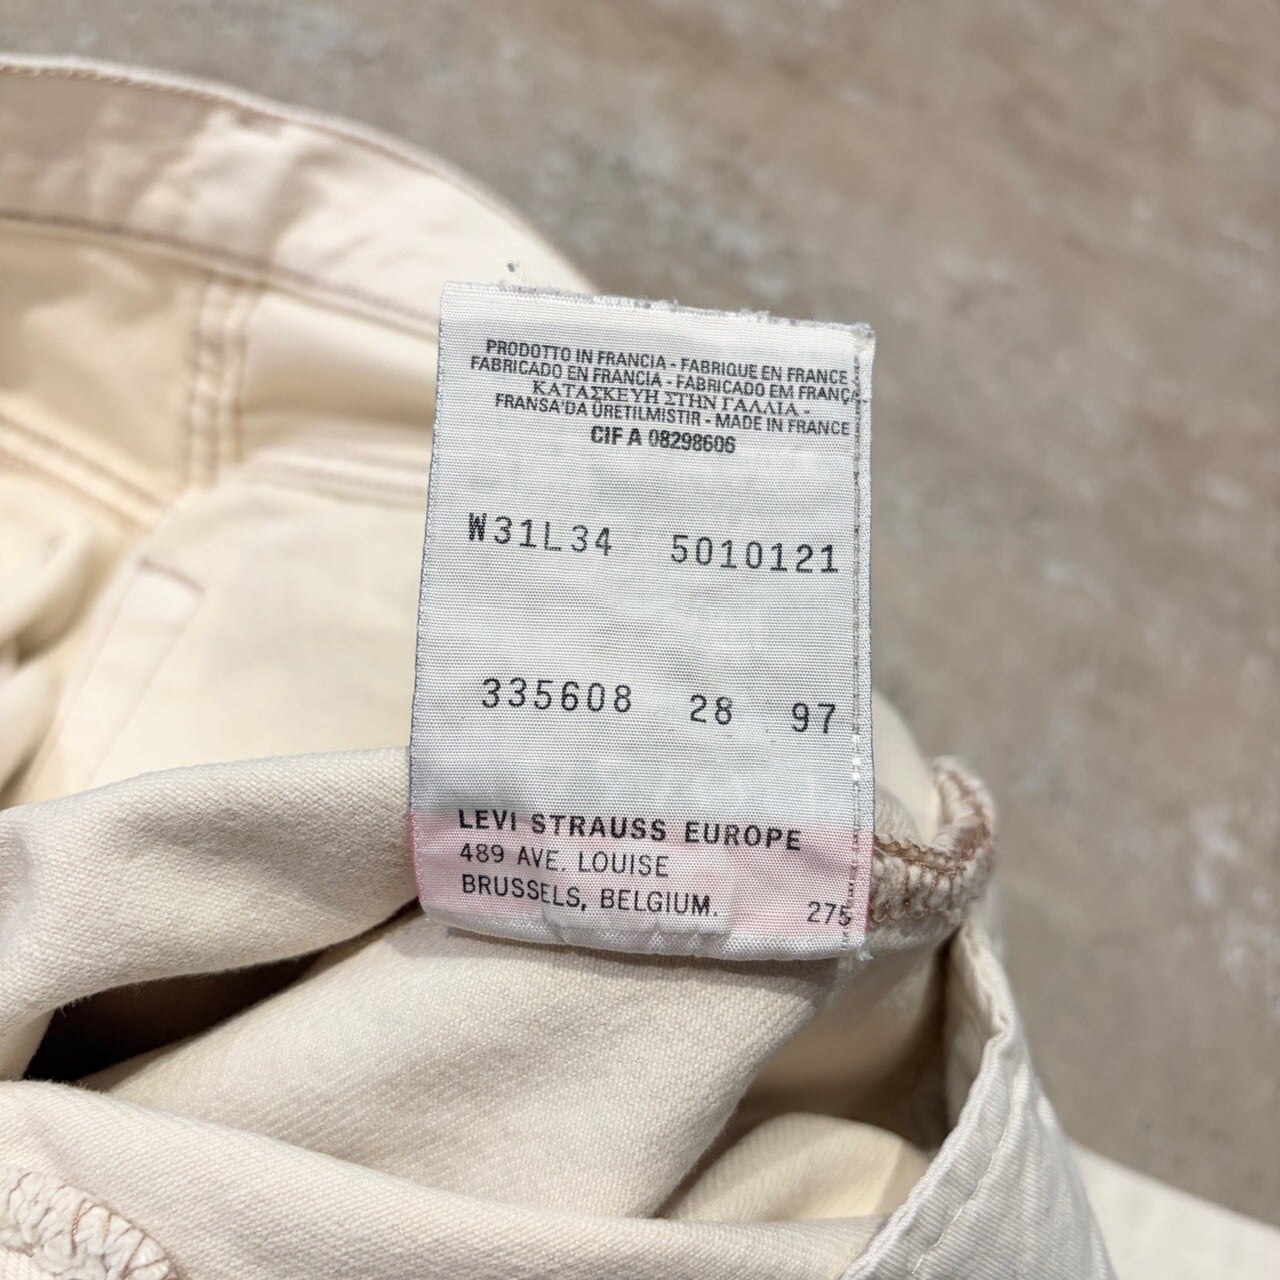 PRODOTTO IN FRANCIA - FABRIQUE EN FRANCE -
FABRICADO EN FRANCIA - FABRICADO EM FRANÇA
ΚΑΤΑΣΚΕΥΗ ΣΤΗΝ ΓΑΛΛΙΑ -
FRANSA'DA ÜRETILMISTIR - MADE IN FRANCE
CIF A 08298606
W31L34 5010121
335608 28 97
LEVI STRAUSS EUROPE
489 AVE. LOUISE
BRUSSELS, BELGIUM.
275